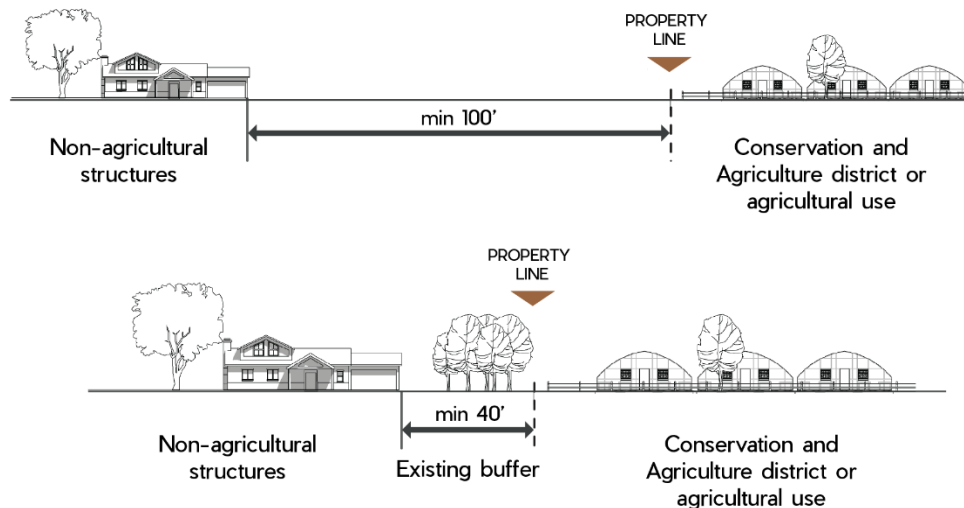 PROPERTY
LINE
min 100'
Non-agricultural
structures
Conservation and
Agriculture district or
agricultural use
PROPERTY
LINE
min 40'
Non-agricultural
structures
Existing buffer
Conservation and
Agriculture district or
agricultural use